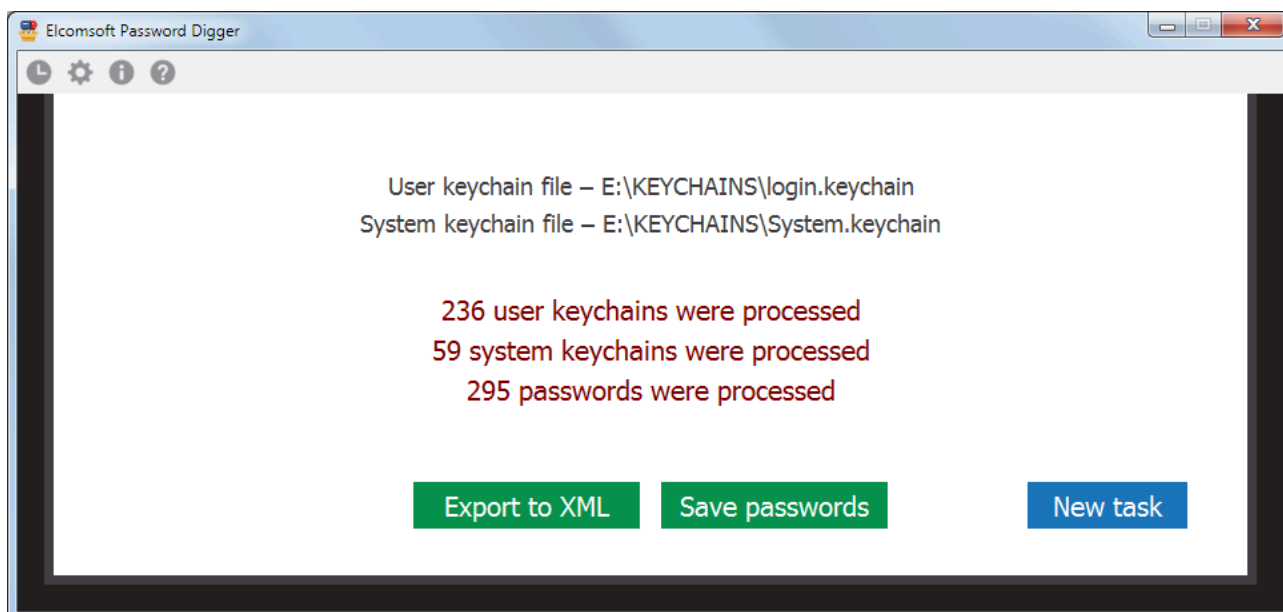 Elcomsoft Password Digger
User keychain file – E:\KEYCHAINS\login.keychain
System keychain file – E:\KEYCHAINS\System.keychain
236 user keychains were processed
59 system keychains were processed
295 passwords were processed
Export to XML Save passwords New task